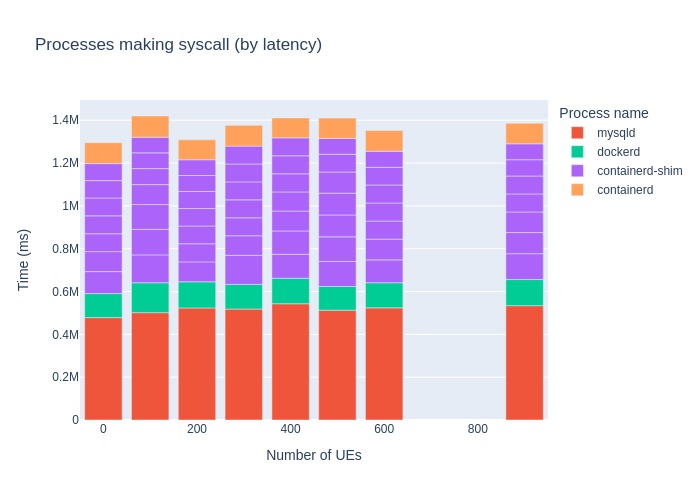 Processes making syscall (by latency)
1.4M
1.2M
1M
0.8M
0.6M
0.4M
0.2M
0
Time (ms)
0
200
400
600
800
Number of UEs
Process name
mysqld
dockerd
containerd-shim
containerd